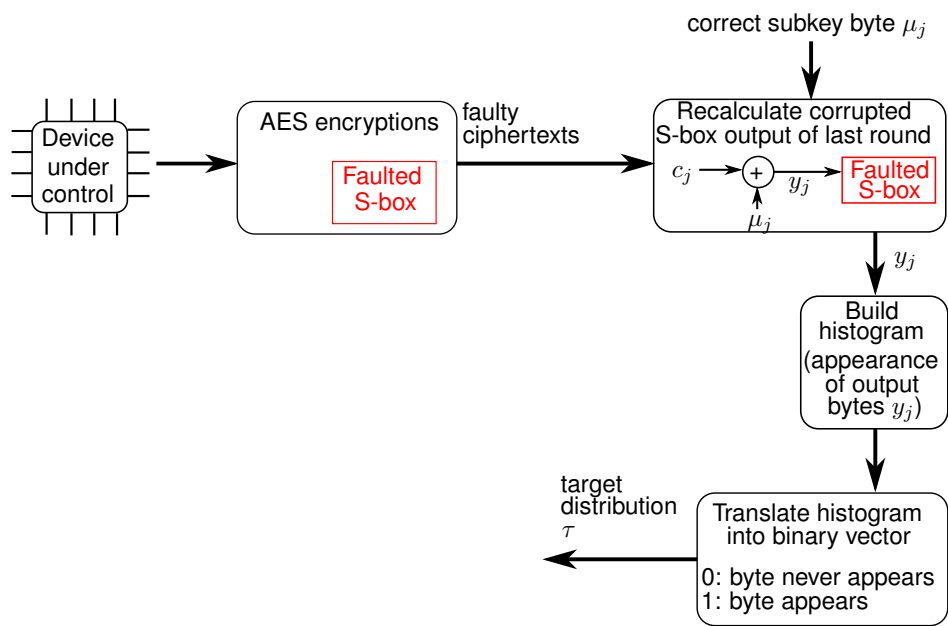 correct subkey byte μⱼ
Device
under
control
AES encryptions
Faulted
S-box
faulty
ciphertexts
Recalculate corrupted
S-box output of last round
cⱼ
+
yⱼ
μⱼ
Faulted
S-box
yⱼ
Build
histogram
(appearance
of output
bytes yⱼ)
target
distribution
τ
Translate histogram
into binary vector
0: byte never appears
1: byte appears